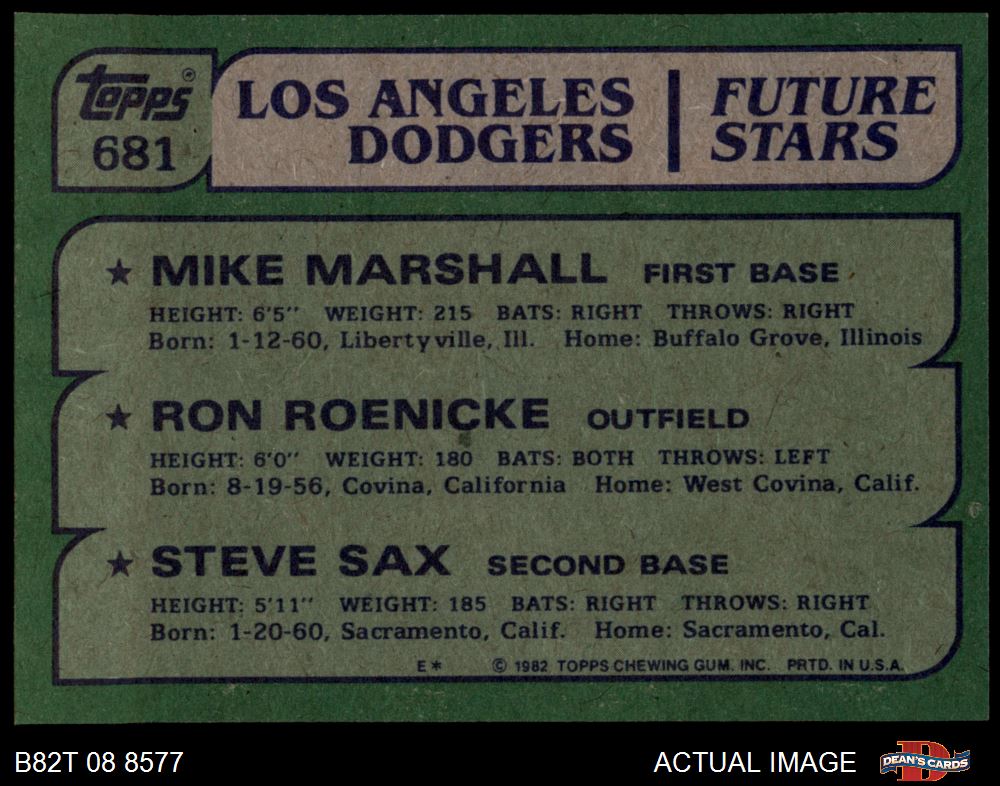 topps®
681
LOS ANGELES
DODGERS
FUTURE
STARS
★ MIKE MARSHALL FIRST BASE
HEIGHT: 6'5" WEIGHT: 215 BATS: RIGHT THROWS: RIGHT
Born: 1-12-60, Libertyville, Ill. Home: Buffalo Grove, Illinois
★ RON ROENICKE OUTFIELD
HEIGHT: 6'0" WEIGHT: 180 BATS: BOTH THROWS: LEFT
Born: 8-19-56, Covina, California Home: West Covina, Calif.
★ STEVE SAX SECOND BASE
HEIGHT: 5'11" WEIGHT: 185 BATS: RIGHT THROWS: RIGHT
Born: 1-20-60, Sacramento, Calif. Home: Sacramento, Cal.
E* © 1982 TOPPS CHEWING GUM, INC. PRTD. IN U.S.A.
B82T 08 8577
ACTUAL IMAGE
DEAN'S CARDS